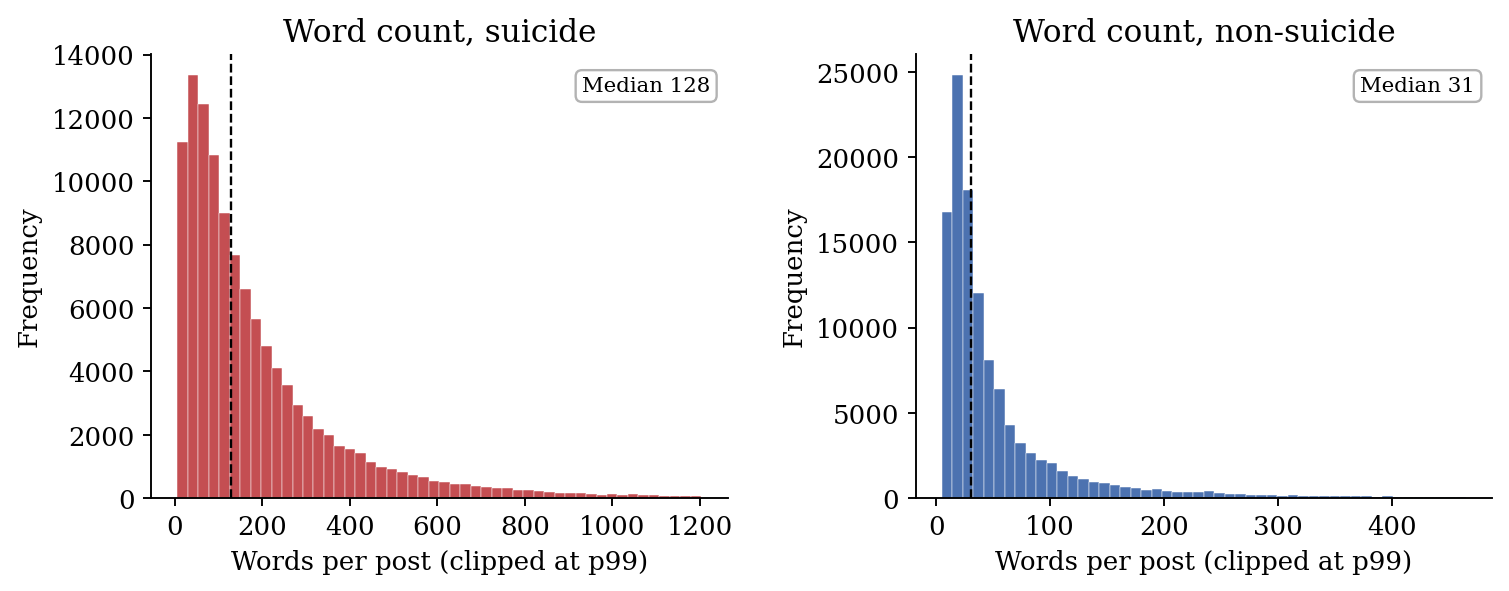 Word count, suicide
Median 128
Frequency
14000
12000
10000
8000
6000
4000
2000
0
0 200 400 600 800 1000 1200
Words per post (clipped at p99)
Word count, non-suicide
Median 31
Frequency
25000
20000
15000
10000
5000
0
0 100 200 300 400
Words per post (clipped at p99)